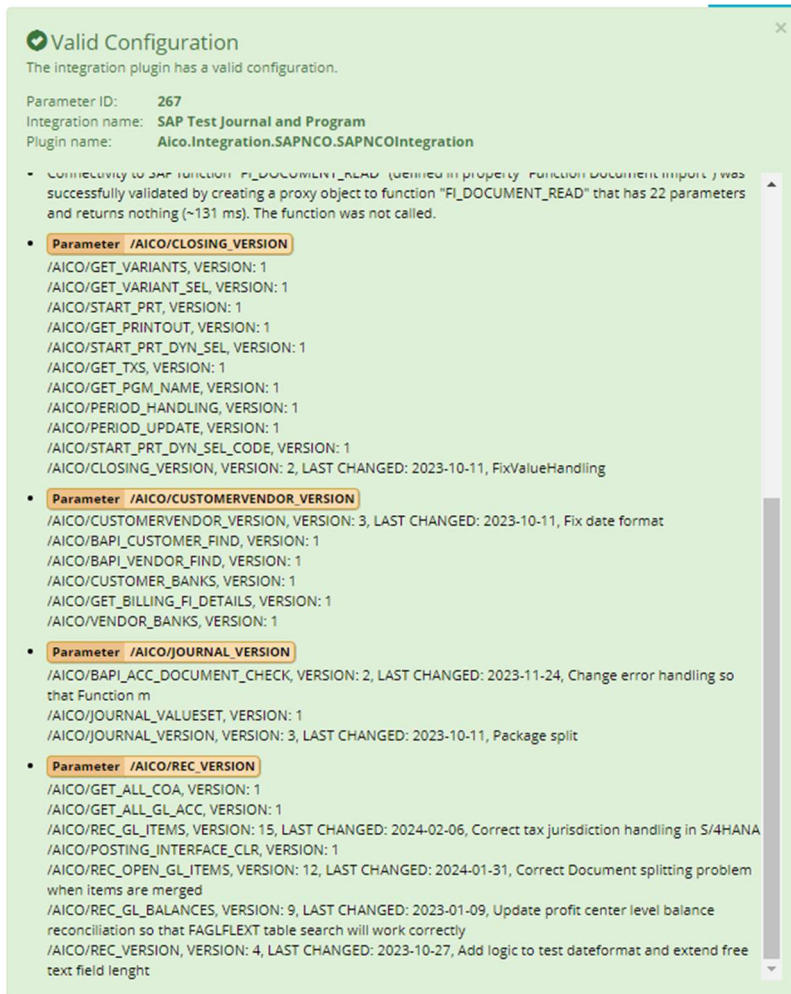 ×
Valid Configuration
The integration plugin has a valid configuration.
Parameter ID: 267
Integration name: SAP Test Journal and Program
Plugin name: Aico.Integration.SAPNCO.SAPNCOIntegration
Connectivity to SAP function "FI_DOCUMENT_READ" (defined in property "Function Document Import") was
successfully validated by creating a proxy object to function "FI_DOCUMENT_READ" that has 22 parameters
and returns nothing (~131 ms). The function was not called.
Parameter /AICO/CLOSING_VERSION
/AICO/GET_VARIANTS, VERSION: 1
/AICO/GET_VARIANT_SEL, VERSION: 1
/AICO/START_PRT, VERSION: 1
/AICO/GET_PRINTOUT, VERSION: 1
/AICO/START_PRT_DYN_SEL, VERSION: 1
/AICO/GET_TXS, VERSION: 1
/AICO/GET_PGM_NAME, VERSION: 1
/AICO/PERIOD_HANDLING, VERSION: 1
/AICO/PERIOD_UPDATE, VERSION: 1
/AICO/START_PRT_DYN_SEL_CODE, VERSION: 1
/AICO/CLOSING_VERSION, VERSION: 2, LAST CHANGED: 2023-10-11, FixValueHandling
Parameter /AICO/CUSTOMERVENDOR_VERSION
/AICO/CUSTOMERVENDOR_VERSION, VERSION: 3, LAST CHANGED: 2023-10-11, Fix date format
/AICO/BAPI_CUSTOMER_FIND, VERSION: 1
/AICO/BAPI_VENDOR_FIND, VERSION: 1
/AICO/CUSTOMER_BANKS, VERSION: 1
/AICO/GET_BILLING_FI_DETAILS, VERSION: 1
/AICO/VENDOR_BANKS, VERSION: 1
Parameter /AICO/JOURNAL_VERSION
/AICO/BAPI_ACC_DOCUMENT_CHECK, VERSION: 2, LAST CHANGED: 2023-11-24, Change error handling so
that Function m
/AICO/JOURNAL_VALUESET, VERSION: 1
/AICO/JOURNAL_VERSION, VERSION: 3, LAST CHANGED: 2023-10-11, Package split
Parameter /AICO/REC_VERSION
/AICO/GET_ALL_COA, VERSION: 1
/AICO/GET_ALL_GL_ACC, VERSION: 1
/AICO/REC_GL_ITEMS, VERSION: 15, LAST CHANGED: 2024-02-06, Correct tax jurisdiction handling in S/4HANA
/AICO/POSTING_INTERFACE_CLR, VERSION: 1
/AICO/REC_OPEN_GL_ITEMS, VERSION: 12, LAST CHANGED: 2024-01-31, Correct Document splitting problem
when items are merged
/AICO/REC_GL_BALANCES, VERSION: 9, LAST CHANGED: 2023-01-09, Update profit center level balance
reconciliation so that FAGLFLEXT table search will work correctly
/AICO/REC_VERSION, VERSION: 4, LAST CHANGED: 2023-10-27, Add logic to test dateformat and extend free
text field lenght